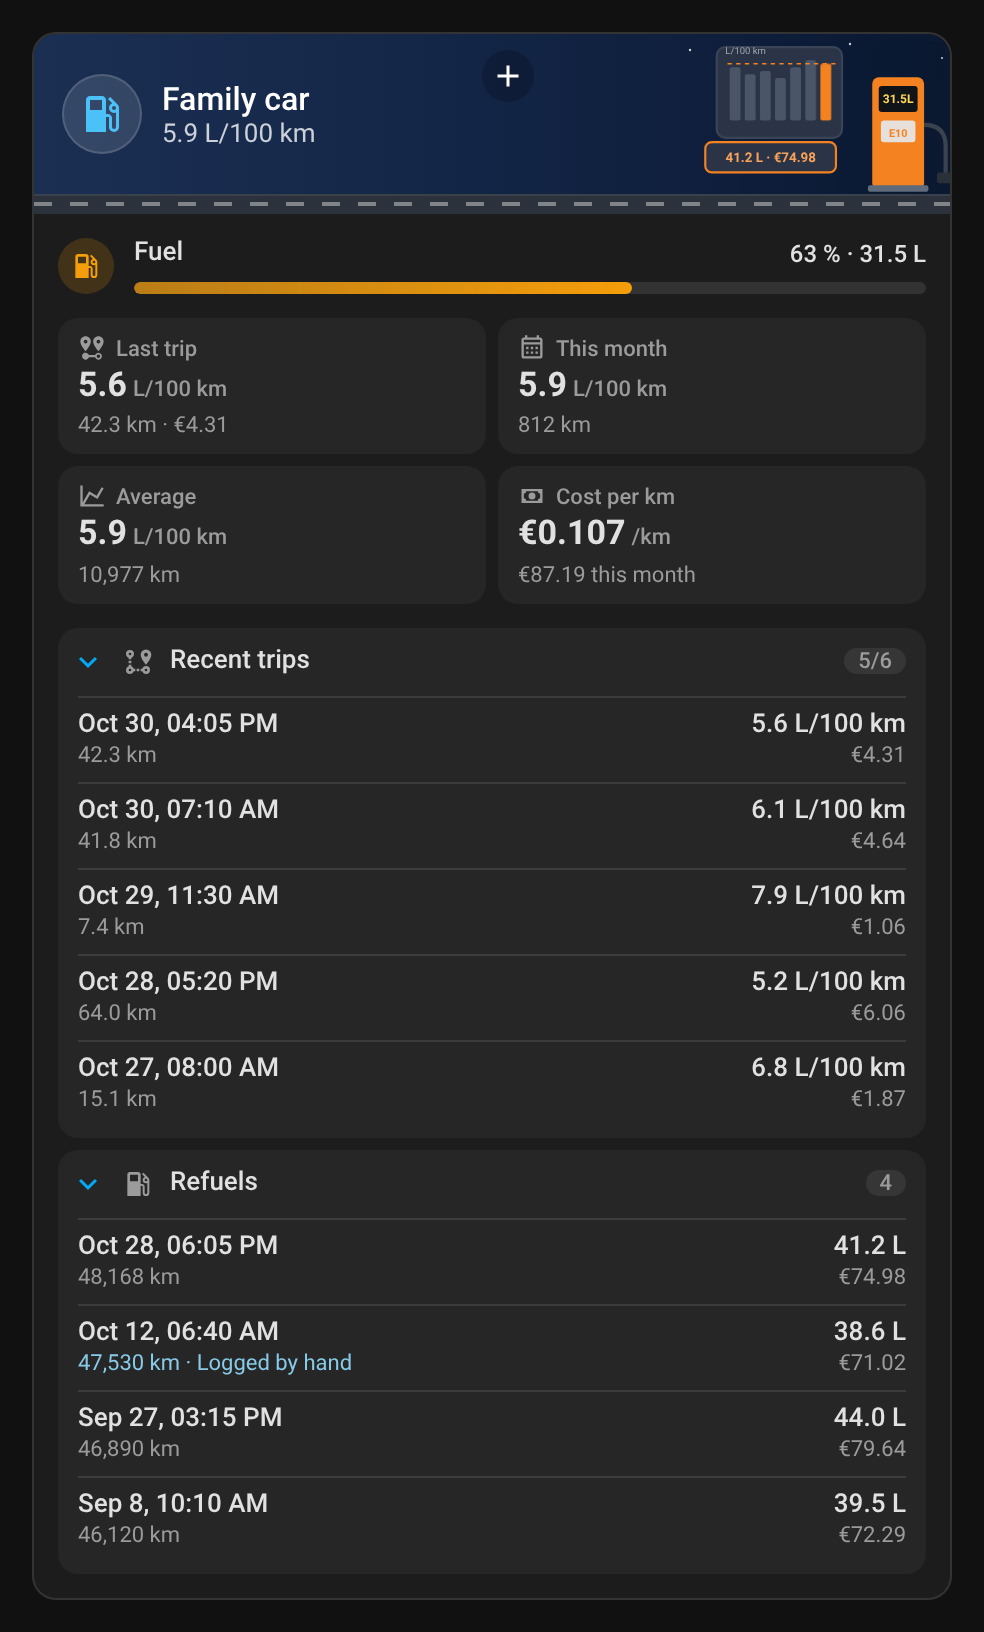 Family car
5.9 L/100 km
L/100 km
41.2 L · €74.98
31.5L
E10
Fuel
63 % · 31.5 L
Last trip
5.6 L/100 km
42.3 km · €4.31
This month
5.9 L/100 km
812 km
Average
5.9 L/100 km
10,977 km
Cost per km
€0.107 /km
€87.19 this month
Recent trips
5/6
Oct 30, 04:05 PM
5.6 L/100 km
42.3 km
€4.31
Oct 30, 07:10 AM
6.1 L/100 km
41.8 km
€4.64
Oct 29, 11:30 AM
7.9 L/100 km
7.4 km
€1.06
Oct 28, 05:20 PM
5.2 L/100 km
64.0 km
€6.06
Oct 27, 08:00 AM
6.8 L/100 km
15.1 km
€1.87
Refuels
4
Oct 28, 06:05 PM
41.2 L
48,168 km
€74.98
Oct 12, 06:40 AM
38.6 L
47,530 km · Logged by hand
€71.02
Sep 27, 03:15 PM
44.0 L
46,890 km
€79.64
Sep 8, 10:10 AM
39.5 L
46,120 km
€72.29